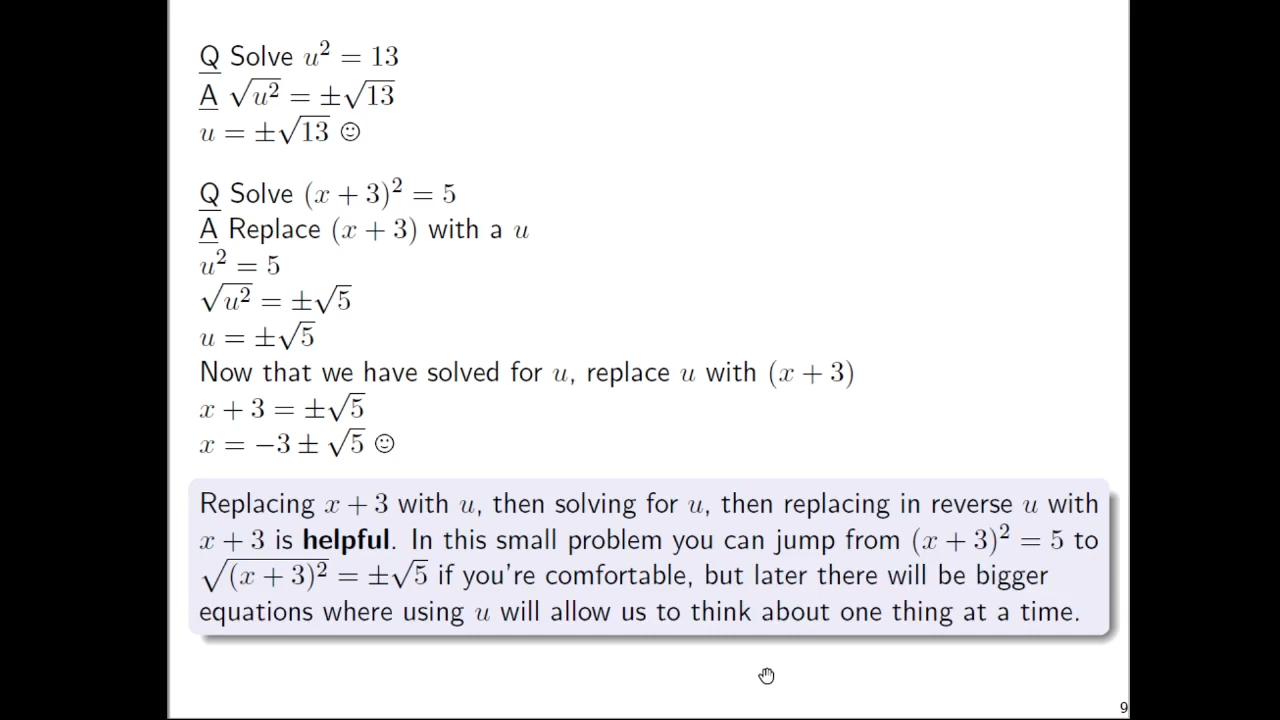 Q Solve u² = 13
A √u² = ±√13
u = ±√13 ☺
Q Solve (x + 3)² = 5
A Replace (x + 3) with a u
u² = 5
√u² = ±√5
u = ±√5
Now that we have solved for u, replace u with (x + 3)
x + 3 = ±√5
x = −3 ± √5 ☺
Replacing x + 3 with u, then solving for u, then replacing in reverse u with
x + 3 is helpful. In this small problem you can jump from (x + 3)² = 5 to
√(x + 3)² = ±√5 if you're comfortable, but later there will be bigger
equations where using u will allow us to think about one thing at a time.
9